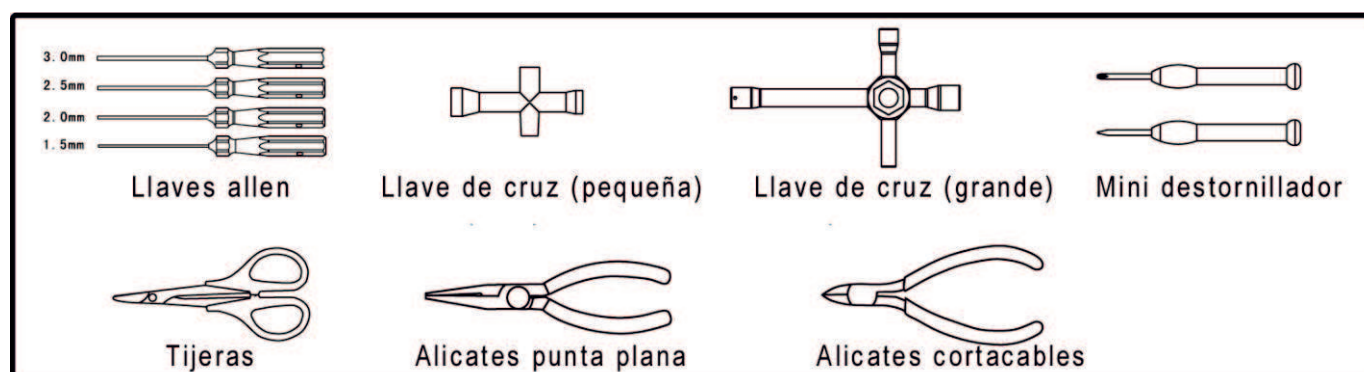 3.0mm
2.5mm
2.0mm
1.5mm
Llaves allen
Llave de cruz (pequeña)
Llave de cruz (grande)
Mini destornillador
Tijeras
Alicates punta plana
Alicates cortacables